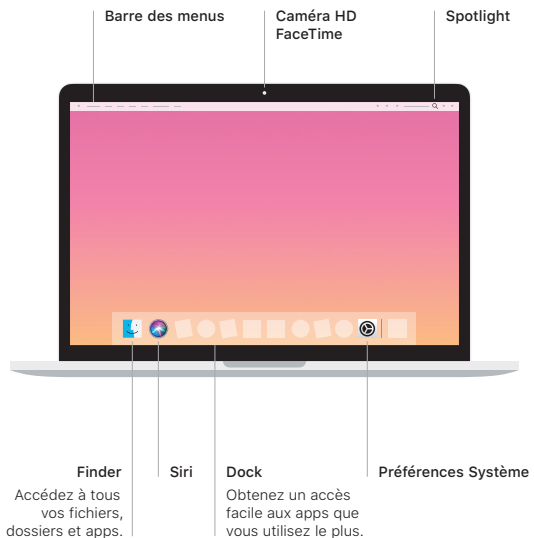 Barre des menus
Caméra HD
FaceTime
Spotlight
Finder
Accédez à tous
vos fichiers,
dossiers et apps.
Siri
Dock
Obtenez un accès
facile aux apps que
vous utilisez le plus.
Préférences Système